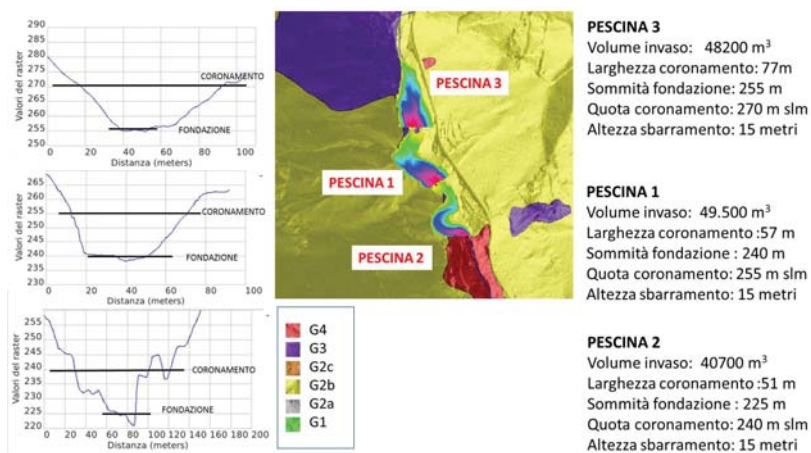 290
285
280
275
270
265
260
255
Valori del raster
CORONAMENTO
FONDAZIONE
0 20 40 60 80 100
Distanza (meters)
265
260
255
250
245
240
235
230
Valori del raster
CORONAMENTO
FONDAZIONE
0 20 40 60 80 100
Distanza (meters)
255
250
245
240
235
230
225
220
Valori del raster
CORONAMENTO
FONDAZIONE
0 20 40 60 80 100 120 140 160 180 200
Distanza (meters)
PESCINA 3
PESCINA 1
PESCINA 2
G4
G3
G2c
G2b
G2a
G1
PESCINA 3
Volume invaso: 48200 m³
Larghezza coronamento: 77m
Sommità fondazione: 255 m
Quota coronamento: 270 m slm
Altezza sbarramento: 15 metri
PESCINA 1
Volume invaso: 49.500 m³
Larghezza coronamento :57 m
Sommità fondazione : 240 m
Quota coronamento: 255 m slm
Altezza sbarramento: 15 metri
PESCINA 2
Volume invaso: 40700 m³
Larghezza coronamento :51 m
Sommità fondazione : 225 m
Quota coronamento: 240 m slm
Altezza sbarramento: 15 metri